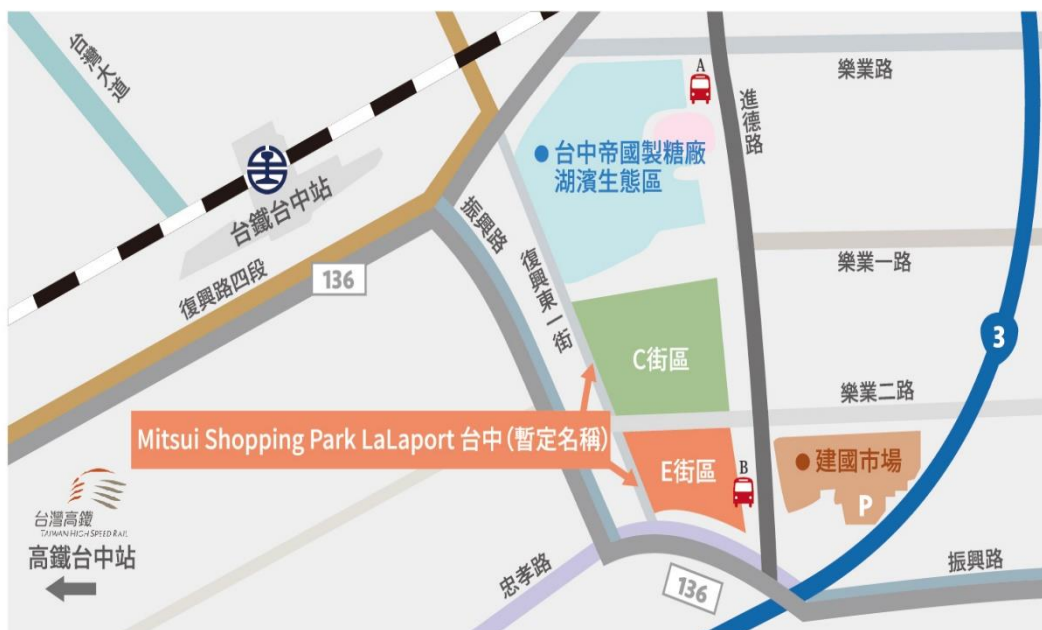 台灣大道
樂業路
A
進德路
台中帝國製糖廠
湖濱生態區
台鐵台中站
振興路
復興東一街
樂業一路
復興路四段
136
3
C街區
樂業二路
Mitsui Shopping Park LaLaport 台中(暫定名稱)
E街區
B
建國市場
P
台灣高鐵
TAIWAN HIGH SPEED RAIL
高鐵台中站
忠孝路
136
振興路